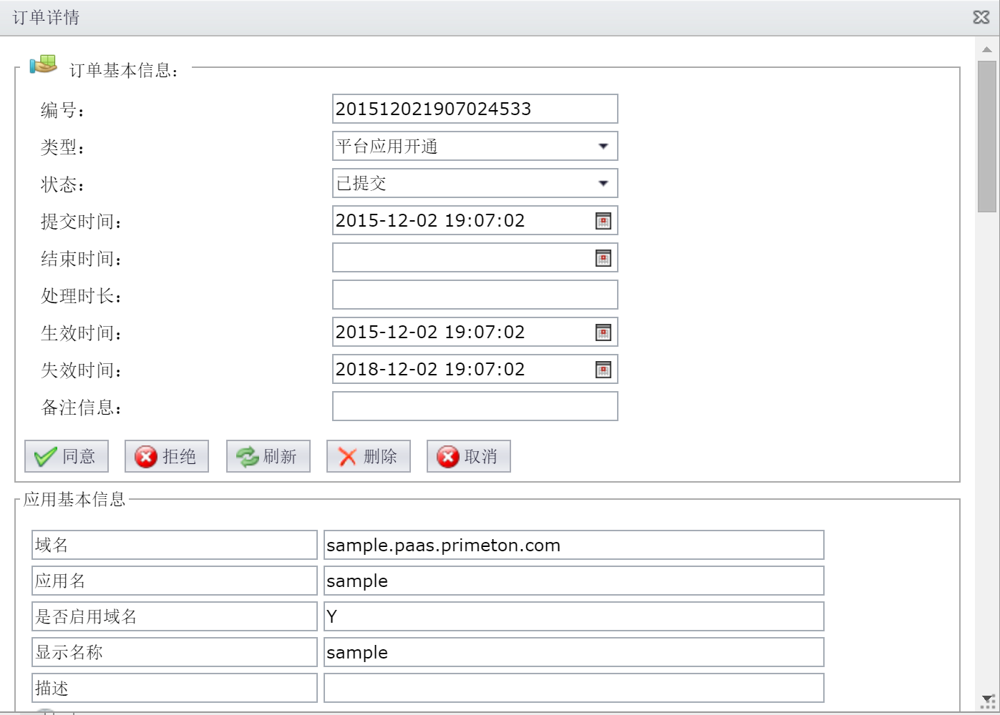 订单详情
订单基本信息：
编号： 201512021907024533
类型： 平台应用开通
状态： 已提交
提交时间： 2015-12-02 19:07:02
结束时间：
处理时长：
生效时间： 2015-12-02 19:07:02
失效时间： 2018-12-02 19:07:02
备注信息：
同意 拒绝 刷新 删除 取消
应用基本信息
域名 sample.paas.primeton.com
应用名 sample
是否启用域名 Y
显示名称 sample
描述